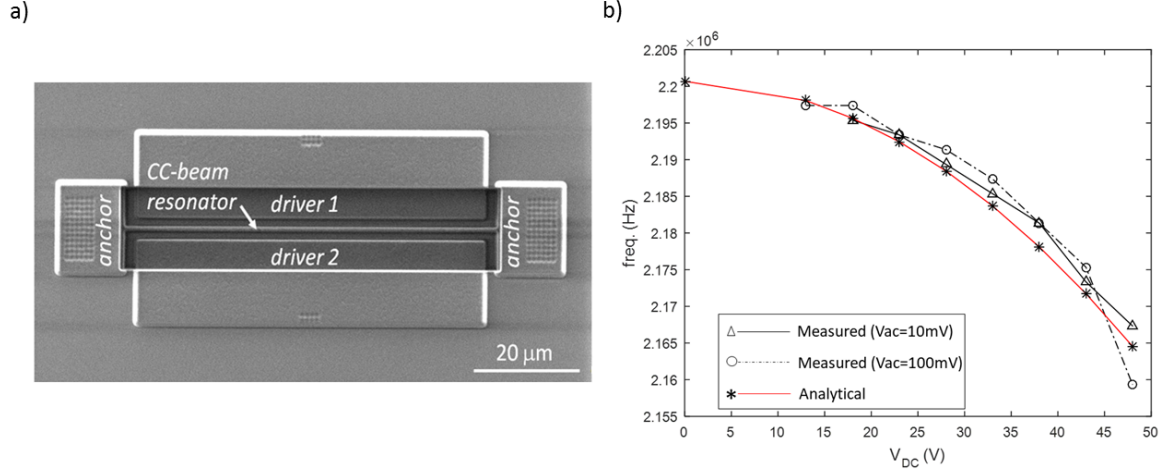 a)
CC-beam
resonator
driver 1
anchor
anchor
driver 2
20 μm
b)
× 10⁶
2.205
2.2
2.195
2.19
2.185
2.18
2.175
2.17
2.165
2.16
2.155
freq. (Hz)
Measured (Vac=10mV)
Measured (Vac=100mV)
Analytical
0 5 10 15 20 25 30 35 40 45 50
V_DC (V)